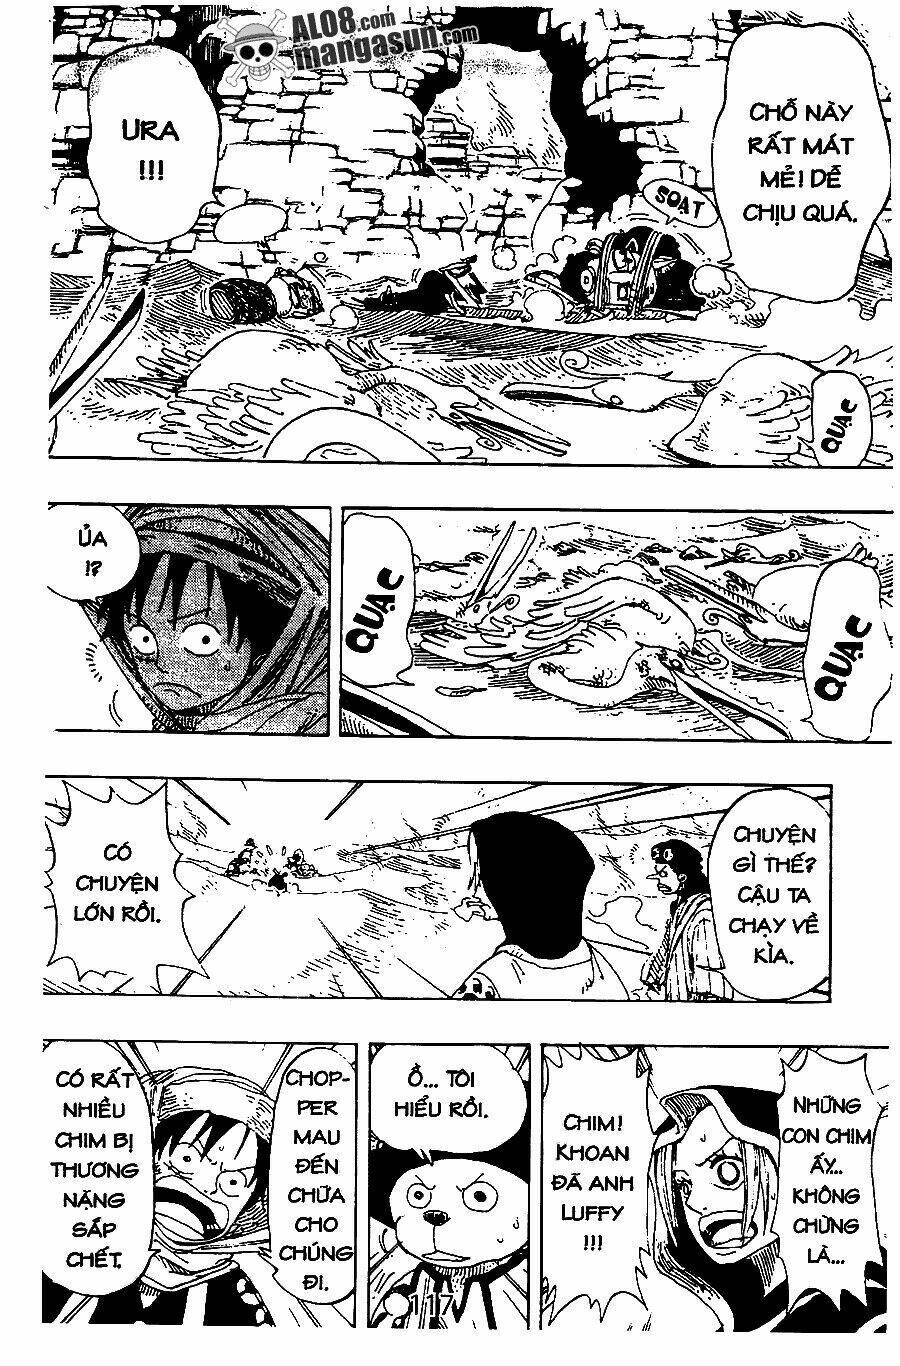 AL08.com
mangasun.com
CHỖ NÀY
RẤT MÁT
MẺ! DỄ
CHỊU QUÁ.
URA
!!!
SOẠT
QUẠC
QUẠC
QUẠC
ỦA
!?
CHUYỆN
GÌ THẾ?
CẬU TA
CHẠY VỀ
KÌA.
CÓ
CHUYỆN
LỚN RỒI.
NHỮNG
CON CHIM
ẤY...
KHÔNG
CHỪNG
LÀ...
CHIM!
KHOAN
ĐÃ ANH
LUFFY
!!!
Ồ... TÔI
HIỂU RỒI.
CHOP-
PER
MAU
ĐẾN
CHỮA
CHO
CHÚNG
ĐI.
CÓ RẤT
NHIỀU
CHIM BỊ
THƯƠNG
NẶNG
SẮP
CHẾT.
117